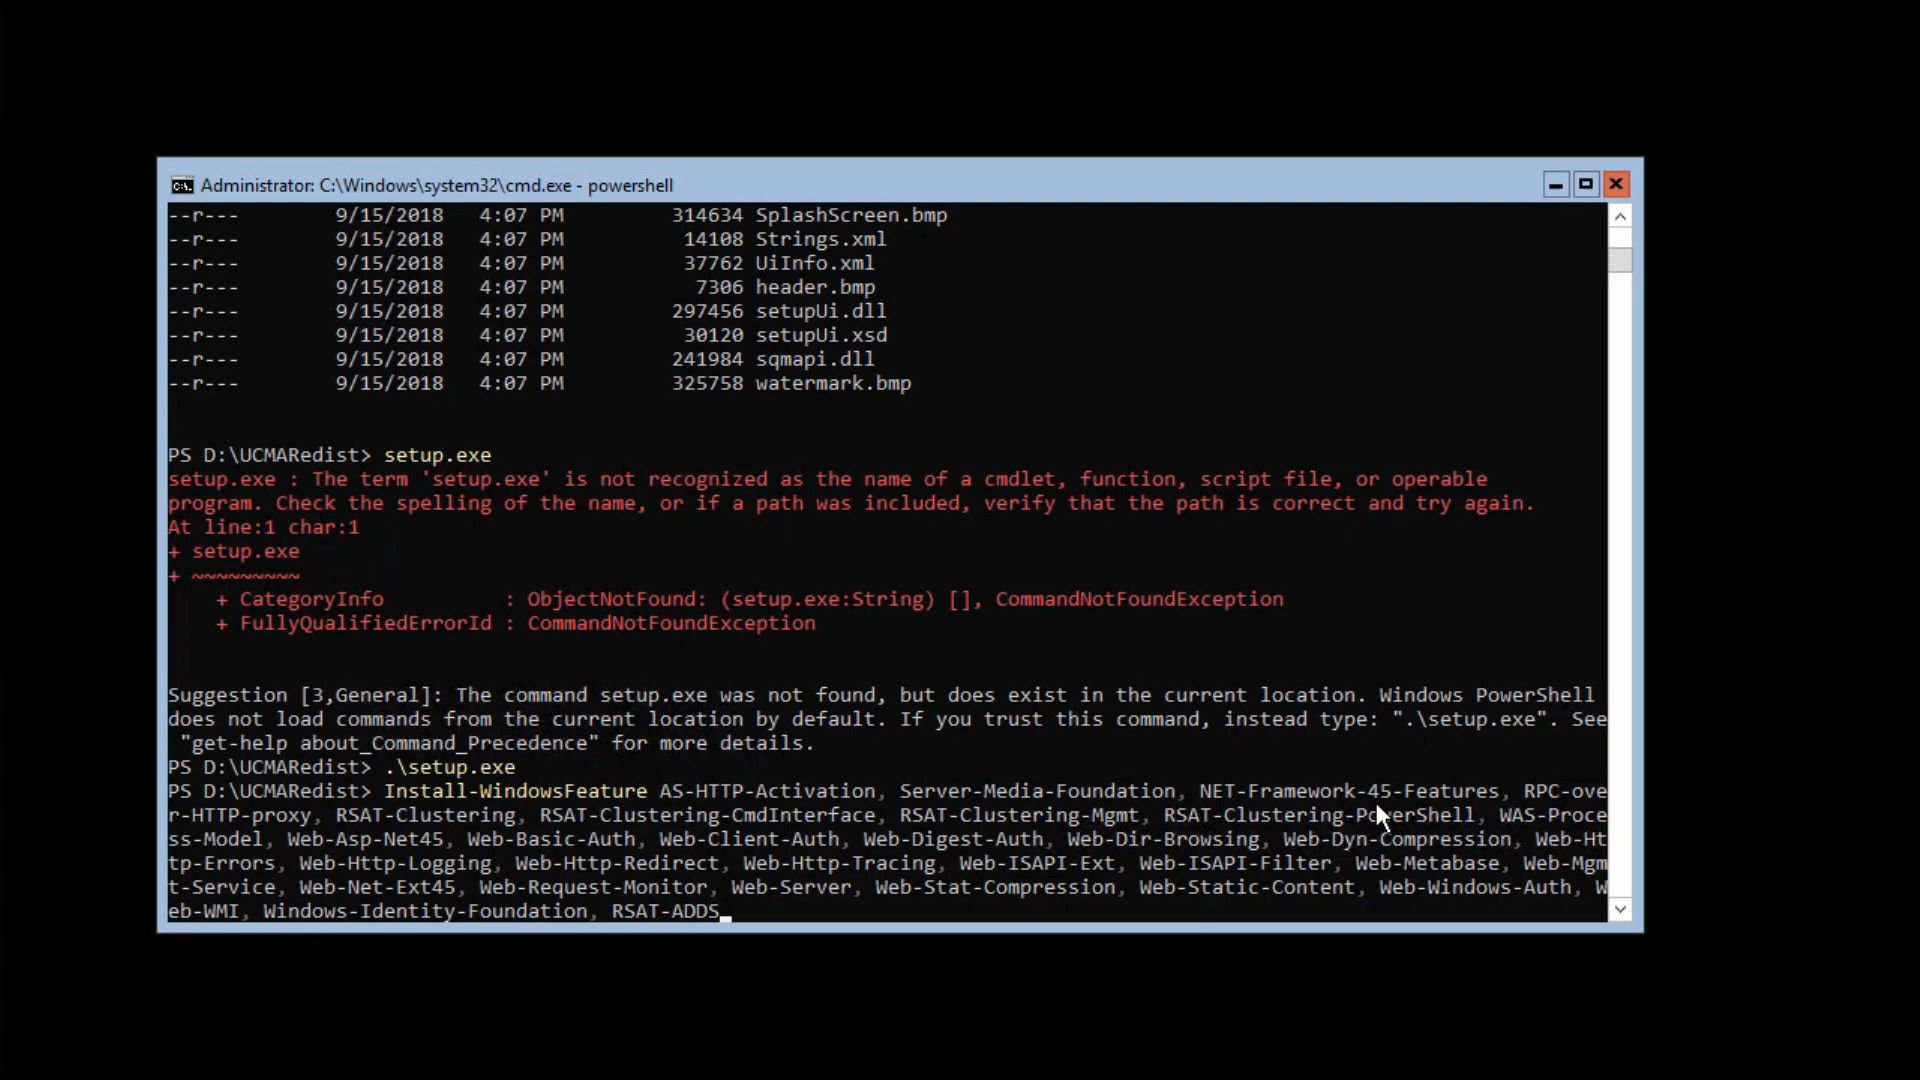 Administrator: C:\Windows\system32\cmd.exe - powershell
--r--- 9/15/2018 4:07 PM 314634 SplashScreen.bmp
--r--- 9/15/2018 4:07 PM 14108 Strings.xml
--r--- 9/15/2018 4:07 PM 37762 UiInfo.xml
--r--- 9/15/2018 4:07 PM 7306 header.bmp
--r--- 9/15/2018 4:07 PM 297456 setupUi.dll
--r--- 9/15/2018 4:07 PM 30120 setupUi.xsd
--r--- 9/15/2018 4:07 PM 241984 sqmapi.dll
--r--- 9/15/2018 4:07 PM 325758 watermark.bmp
PS D:\UCMARedist> setup.exe
setup.exe : The term 'setup.exe' is not recognized as the name of a cmdlet, function, script file, or operable
program. Check the spelling of the name, or if a path was included, verify that the path is correct and try again.
At line:1 char:1
+ setup.exe
+ ~~~~~~~~~
+ CategoryInfo : ObjectNotFound: (setup.exe:String) [], CommandNotFoundException
+ FullyQualifiedErrorId : CommandNotFoundException
Suggestion [3,General]: The command setup.exe was not found, but does exist in the current location. Windows PowerShell
does not load commands from the current location by default. If you trust this command, instead type: ".\setup.exe". See
"get-help about_Command_Precedence" for more details.
PS D:\UCMARedist> .\setup.exe
PS D:\UCMARedist> Install-WindowsFeature AS-HTTP-Activation, Server-Media-Foundation, NET-Framework-45-Features, RPC-ove
r-HTTP-proxy, RSAT-Clustering, RSAT-Clustering-CmdInterface, RSAT-Clustering-Mgmt, RSAT-Clustering-PowerShell, WAS-Proce
ss-Model, Web-Asp-Net45, Web-Basic-Auth, Web-Client-Auth, Web-Digest-Auth, Web-Dir-Browsing, Web-Dyn-Compression, Web-Ht
tp-Errors, Web-Http-Logging, Web-Http-Redirect, Web-Http-Tracing, Web-ISAPI-Ext, Web-ISAPI-Filter, Web-Metabase, Web-Mgm
t-Service, Web-Net-Ext45, Web-Request-Monitor, Web-Server, Web-Stat-Compression, Web-Static-Content, Web-Windows-Auth, W
eb-WMI, Windows-Identity-Foundation, RSAT-ADDS